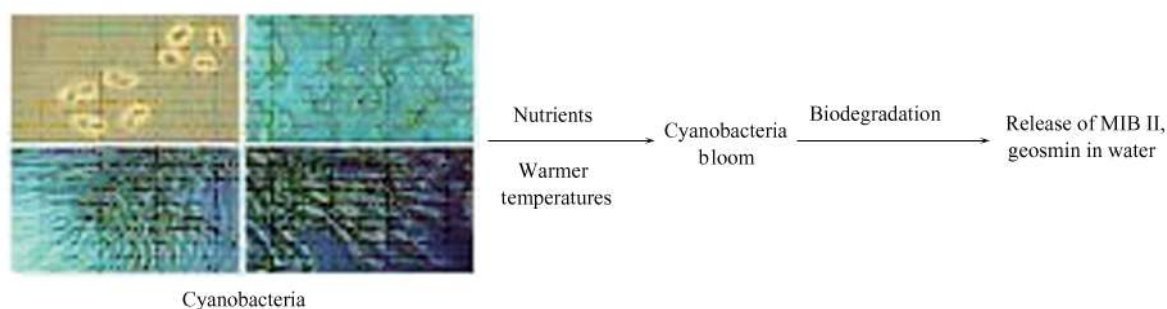 Nutrients
Warmer
temperatures
Cyanobacteria
bloom
Biodegradation
Release of MIB II,
geosmin in water
Cyanobacteria